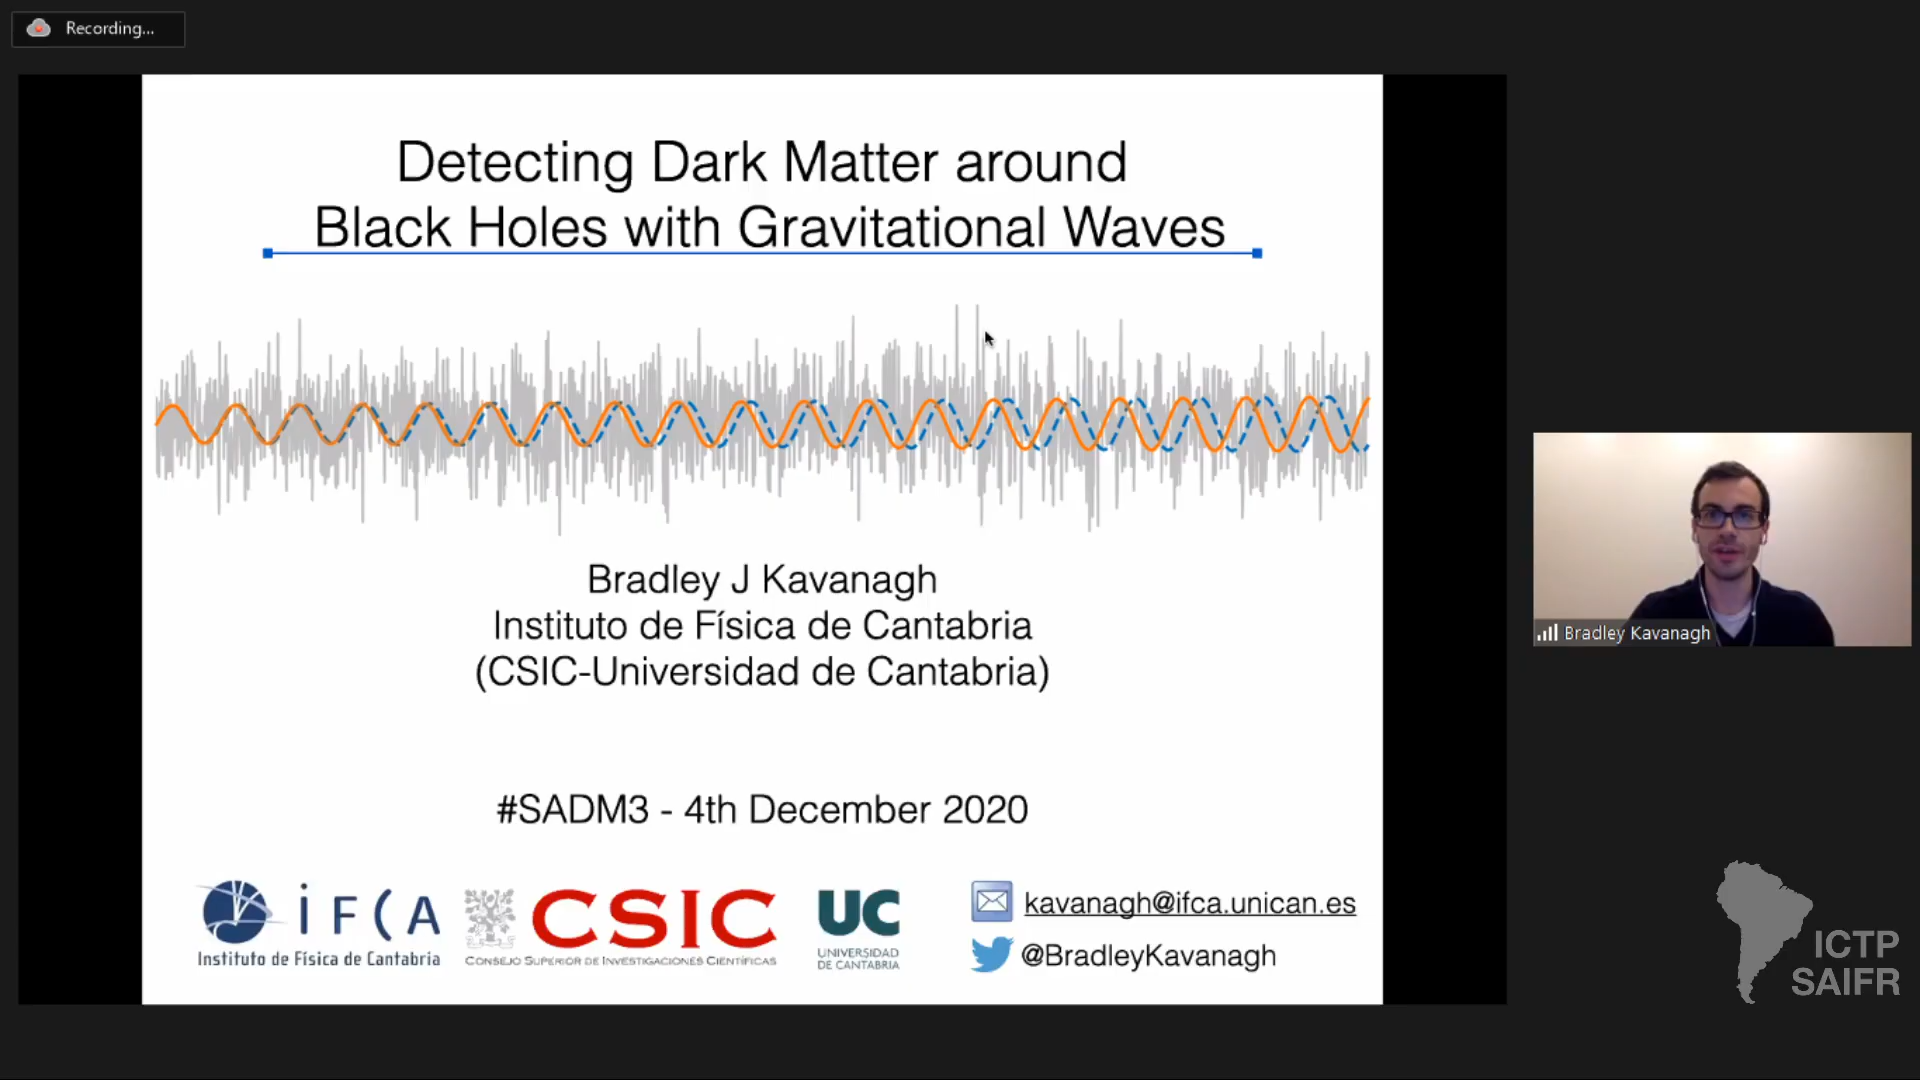 Recording...
Detecting Dark Matter around
Black Holes with Gravitational Waves
Bradley J Kavanagh
Instituto de Física de Cantabria
(CSIC-Universidad de Cantabria)
#SADM3 - 4th December 2020
iFCA
Instituto de Física de Cantabria
CSIC
CONSEJO SUPERIOR DE INVESTIGACIONES CIENTÍFICAS
UC
UNIVERSIDAD
DE CANTABRIA
kavanagh@ifca.unican.es
@BradleyKavanagh
Bradley Kavanagh
ICTP
SAIFR